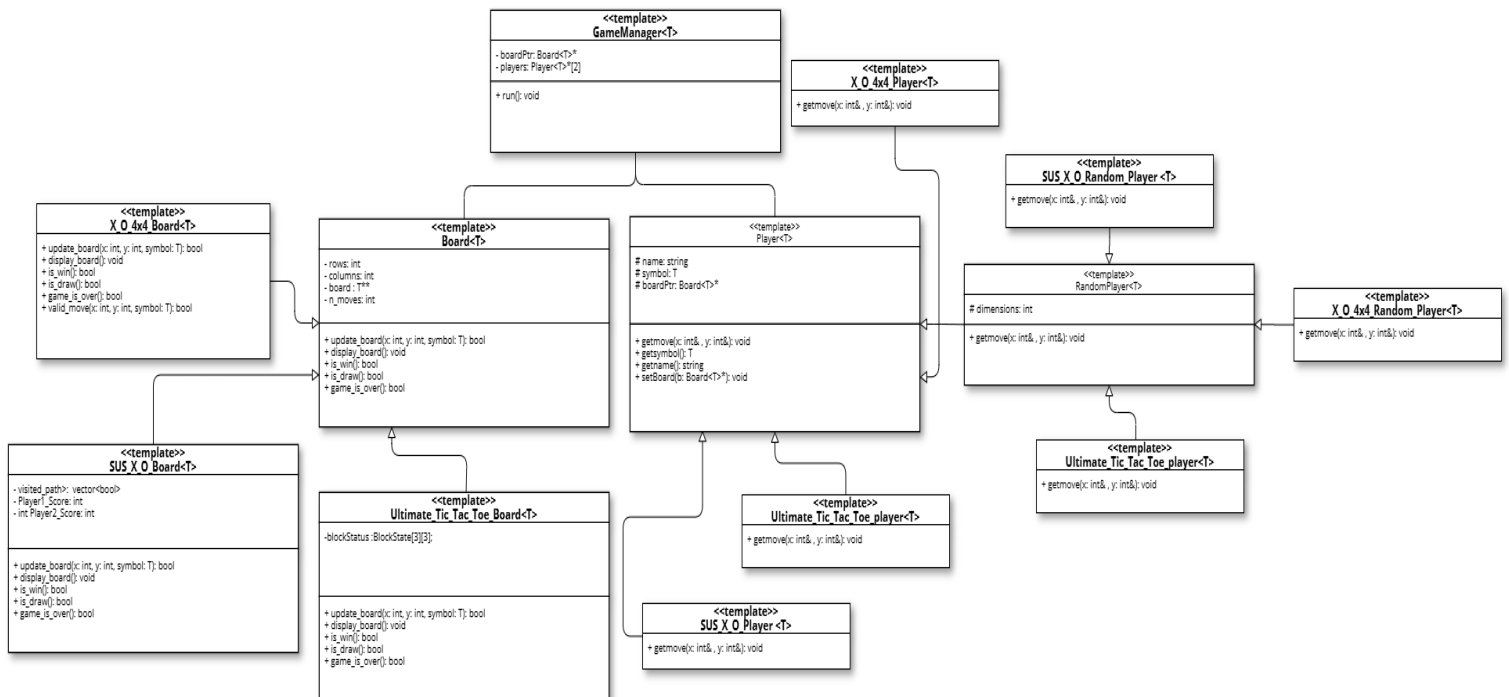 <<template>>
GameManager<T>
- boardPtr: Board<T>*
- players: Player<T>*[2]
+ run(): void
<<template>>
X_O_4x4_Player<T>
+ getmove(x: int& , y: int&): void
<<template>>
SUS_X_O_Random_Player <T>
+ getmove(x: int& , y: int&): void
<<template>>
X_O_4x4_Board<T>
+ update_board(x: int, y: int, symbol: T): bool
+ display_board(): void
+ is_win(): bool
+ is_draw(): bool
+ game_is_over(): bool
+ valid_move(x: int, y: int, symbol: T): bool
<<template>>
Board<T>
- rows: int
- columns: int
- board : T**
- n_moves: int
+ update_board(x: int, y: int, symbol: T): bool
+ display_board(): void
+ is_win(): bool
+ is_draw(): bool
+ game_is_over(): bool
<<template>>
Player<T>
# name: string
# symbol: T
# boardPtr: Board<T>*
+ getmove(x: int& , y: int&): void
+ getsymbol(): T
+ getname(): string
+ setBoard(b: Board<T>*): void
<<template>>
RandomPlayer<T>
# dimensions: int
+ getmove(x: int& , y: int&): void
<<template>>
X_O_4x4_Random_Player<T>
+ getmove(x: int& , y: int&): void
<<template>>
SUS_X_O_Board<T>
- visited_path>: vector<bool>
- Player1_Score: int
- int Player2_Score: int
+ update_board(x: int, y: int, symbol: T): bool
+ display_board(): void
+ is_win(): bool
+ is_draw(): bool
+ game_is_over(): bool
<<template>>
Ultimate_Tic_Tac_Toe_Board<T>
-blockStatus :BlockState[3][3];
+ update_board(x: int, y: int, symbol: T): bool
+ display_board(): void
+ is_win(): bool
+ is_draw(): bool
+ game_is_over(): bool
<<template>>
Ultimate_Tic_Tac_Toe_player<T>
+ getmove(x: int& , y: int&): void
<<template>>
Ultimate_Tic_Tac_Toe_player<T>
+ getmove(x: int& , y: int&): void
<<template>>
SUS_X_O_Player <T>
+ getmove(x: int& , y: int&): void